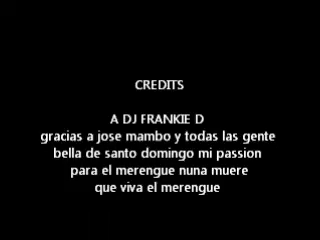 CREDITS
A DJ FRANKIE D
gracias a jose mambo y todas las gente
bella de santo domingo mi passion
para el merengue nuna muere
que viva el merengue